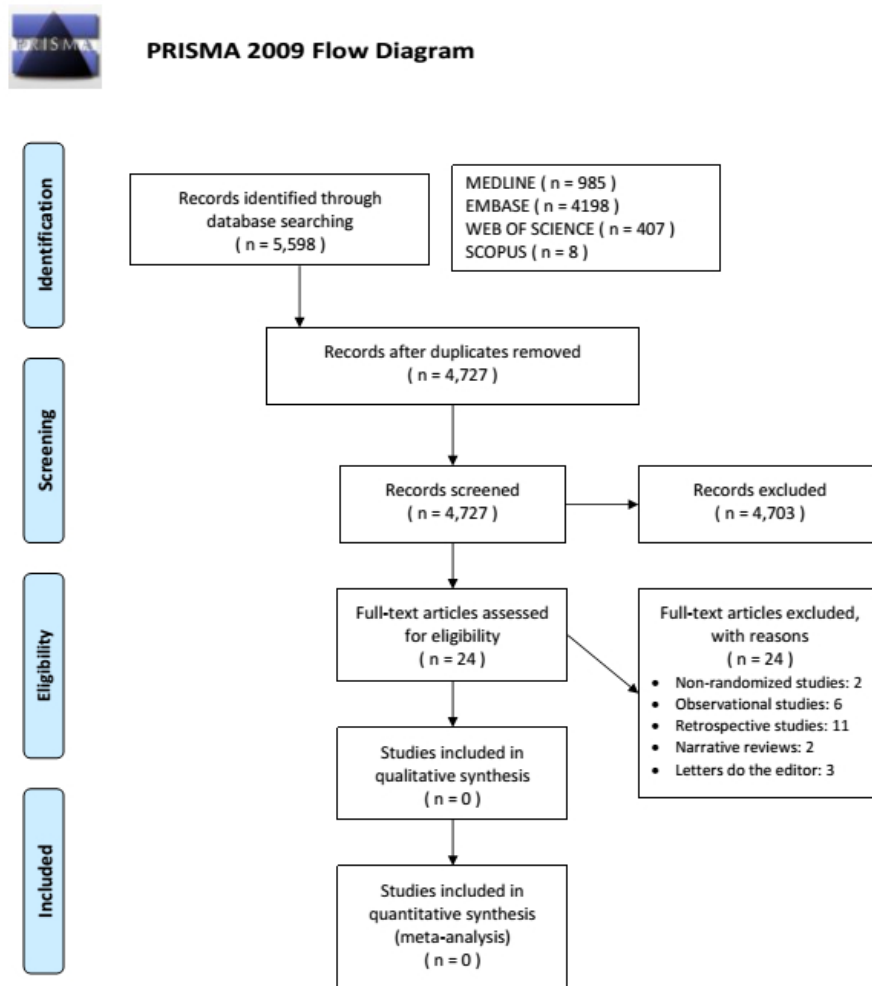 PRISMA
PRISMA 2009 Flow Diagram
Identification
Records identified through
database searching
( n = 5,598 )
MEDLINE ( n = 985 )
EMBASE ( n = 4198 )
WEB OF SCIENCE ( n = 407 )
SCOPUS ( n = 8 )
Records after duplicates removed
( n = 4,727 )
Screening
Records screened
( n = 4,727 )
Records excluded
( n = 4,703 )
Eligibility
Full-text articles assessed
for eligibility
( n = 24 )
Full-text articles excluded,
with reasons
( n = 24 )
• Non-randomized studies: 2
• Observational studies: 6
• Retrospective studies: 11
• Narrative reviews: 2
• Letters do the editor: 3
Studies included in
qualitative synthesis
( n = 0 )
Included
Studies included in
quantitative synthesis
(meta-analysis)
( n = 0 )